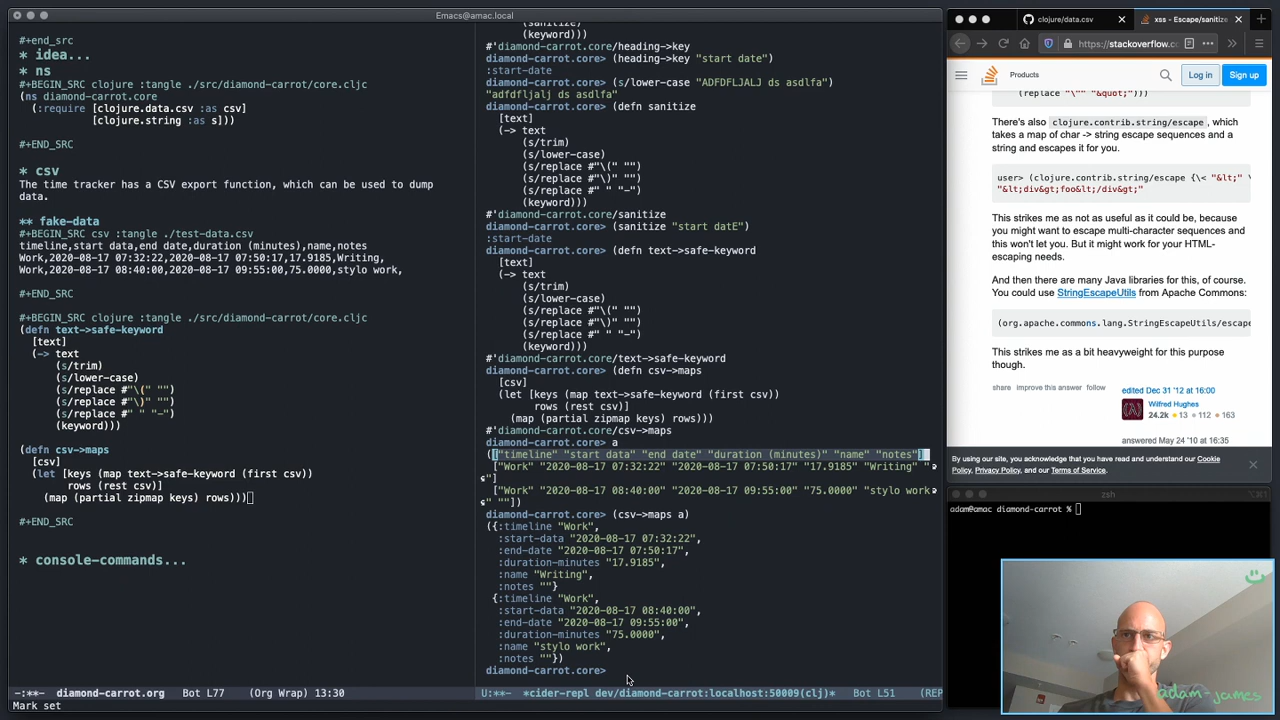 Emacs@amac.local
#+end_src
* idea...
* ns
#+BEGIN_SRC clojure :tangle ./src/diamond-carrot/core.cljc
(ns diamond-carrot.core
(:require [clojure.data.csv :as csv]
[clojure.string :as s]))
#+END_SRC
* csv
The time tracker has a CSV export function, which can be used to dump
data.
** fake-data
#+BEGIN_SRC csv :tangle ./test-data.csv
timeline,start data,end date,duration (minutes),name,notes
Work,2020-08-17 07:32:22,2020-08-17 07:50:17,17.9185,Writing,
Work,2020-08-17 08:40:00,2020-08-17 09:55:00,75.0000,stylo work,
#+END_SRC
#+BEGIN_SRC clojure :tangle ./src/diamond-carrot/core.cljc
(defn text->safe-keyword
[text]
(-> text
(s/trim)
(s/lower-case)
(s/replace #"\(" "")
(s/replace #"\)" "")
(s/replace #" " "-")
(keyword)))
(defn csv->maps
[csv]
(let [keys (map text->safe-keyword (first csv))
rows (rest csv)]
(map (partial zipmap keys) rows)))
#+END_SRC
* console-commands...
-:**- diamond-carrot.org Bot L77 (Org Wrap) 13:30
Mark set
(sanitize)
(keyword)))
#'diamond-carrot.core/heading->key
diamond-carrot.core> (heading->key "start date")
:start-date
diamond-carrot.core> (s/lower-case "ADFDFLJALJ ds asdlfa")
"adfdfljalj ds asdlfa"
diamond-carrot.core> (defn sanitize
[text]
(-> text
(s/trim)
(s/lower-case)
(s/replace #"\(" "")
(s/replace #"\)" "")
(s/replace #" " "-")
(keyword)))
#'diamond-carrot.core/sanitize
diamond-carrot.core> (sanitize "start datE")
:start-date
diamond-carrot.core> (defn text->safe-keyword
[text]
(-> text
(s/trim)
(s/lower-case)
(s/replace #"\(" "")
(s/replace #"\)" "")
(s/replace #" " "-")
(keyword)))
#'diamond-carrot.core/text->safe-keyword
diamond-carrot.core> (defn csv->maps
[csv]
(let [keys (map text->safe-keyword (first csv))
rows (rest csv)]
(map (partial zipmap keys) rows)))
#'diamond-carrot.core/csv->maps
diamond-carrot.core> a
(["timeline" "start data" "end date" "duration (minutes)" "name" "notes"]
["Work" "2020-08-17 07:32:22" "2020-08-17 07:50:17" "17.9185" "Writing" "
"]
["Work" "2020-08-17 08:40:00" "2020-08-17 09:55:00" "75.0000" "stylo work
" ""])
diamond-carrot.core> (csv->maps a)
({:timeline "Work",
:start-data "2020-08-17 07:32:22",
:end-date "2020-08-17 07:50:17",
:duration-minutes "17.9185",
:name "Writing",
:notes ""}
{:timeline "Work",
:start-data "2020-08-17 08:40:00",
:end-date "2020-08-17 09:55:00",
:duration-minutes "75.0000",
:name "stylo work",
:notes ""})
diamond-carrot.core>
U:**- *cider-repl dev/diamond-carrot:localhost:50009(clj)* Bot L51 (REP
clojure/data.csv
xss - Escape/sanitize
https://stackoverflow.co
Products
Log in
Sign up
(replace "\"" "&quot;")))
There's also clojure.contrib.string/escape, which
takes a map of char -> string escape sequences and a
string and escapes it for you.
user> (clojure.contrib.string/escape {\< "&lt;" \
"&lt;div&gt;foo&lt;/div&gt;"
This strikes me as not as useful as it could be, because
you might want to escape multi-character sequences and
this won't let you. But it might work for your HTML-
escaping needs.
And then there are many Java libraries for this, of course.
You could use StringEscapeUtils from Apache Commons:
(org.apache.commons.lang.StringEscapeUtils/escape
This strikes me as a bit heavyweight for this purpose
though.
share improve this answer follow
edited Dec 31 '12 at 16:00
Wilfred Hughes
24.2k 13 112 163
answered May 4 '10 at 16:35
By using our site, you acknowledge that you have read and understand our Cookie
Policy, Privacy Policy, and our Terms of Service.
zsh
adam@amac diamond-carrot %
adam-james